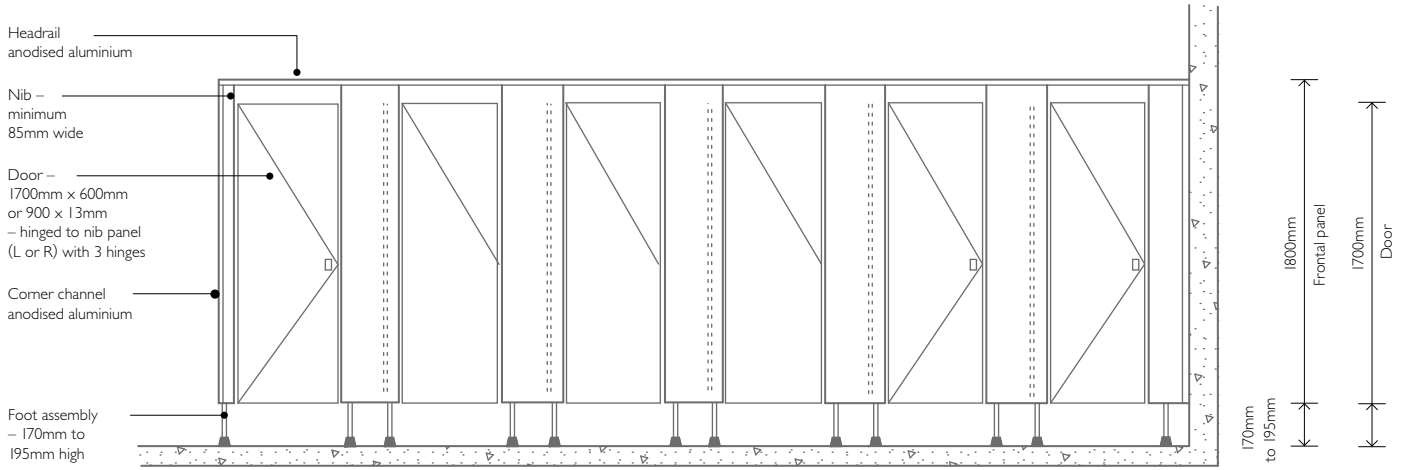 Headrail
anodised aluminium
Nib –
minimum
85mm wide
Door –
1700mm x 600mm
or 900 x 13mm
– hinged to nib panel
(L or R) with 3 hinges
Corner channel
anodised aluminium
Foot assembly
– 170mm to
195mm high
1800mm
Frontal panel
1700mm
Door
170mm
to 195mm